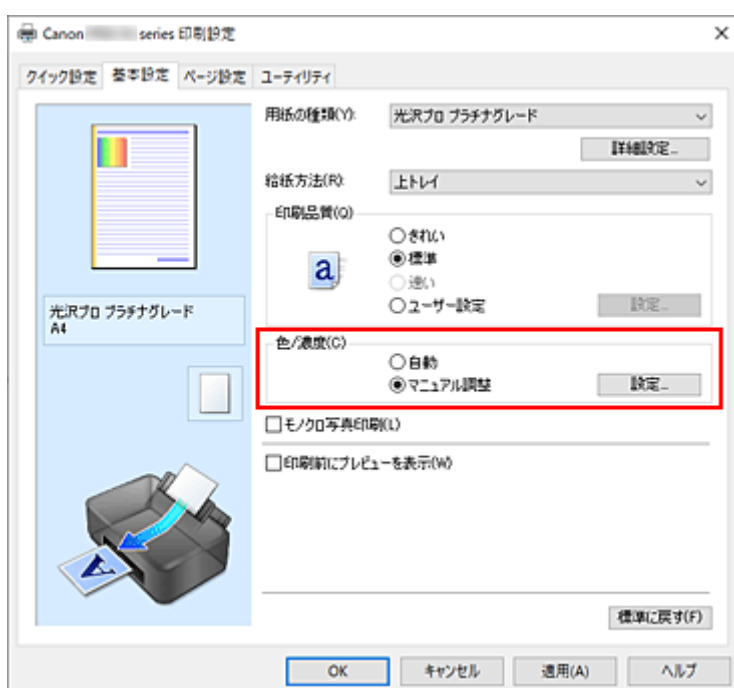 Canon series 印刷設定
クイック設定 基本設定 ページ設定 ユーティリティ
用紙の種類(Y): 光沢プロ プラチナグレード
詳細設定...
給紙方法(R): 上トレイ
印刷品質(Q)
きれい
標準
速い
ユーザー設定 設定...
a
光沢プロ プラチナグレード
A4
色/濃度(C)
自動
マニュアル調整 設定...
モノクロ写真印刷(L)
印刷前にプレビューを表示(W)
A
標準に戻す(F)
OK キャンセル 適用(A) ヘルプ